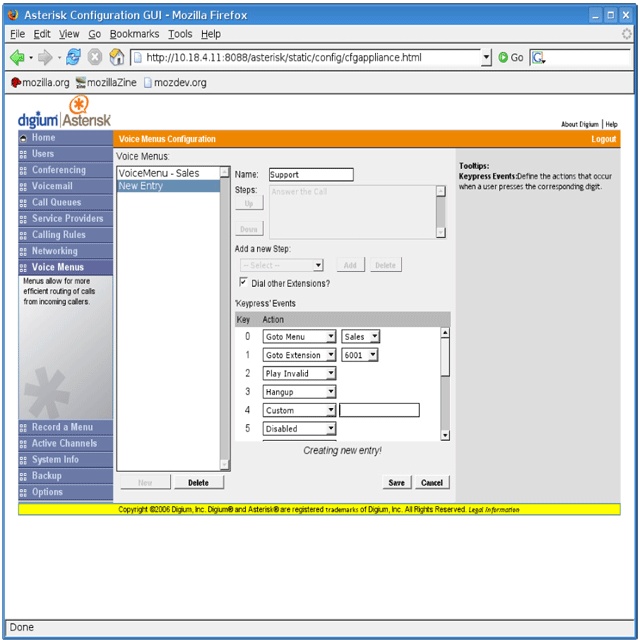 Asterisk Configuration GUI - Mozilla Firefox
File Edit View Go Bookmarks Tools Help
http://10.18.4.11:8088/asterisk/static/config/cfgappliance.html Go
mozilla.org mozillaZine mozdev.org
digium Asterisk
About Digium | Help
Home
Users
Conferencing
Voicemail
Call Queues
Service Providers
Calling Rules
Networking
Voice Menus
Menus allow for more
efficient routing of calls
from incoming callers.
Record a Menu
Active Channels
System Info
Backup
Options
Voice Menus Configuration Logout
Voice Menus:
VoiceMenu - Sales
New Entry
New Delete
Name: Support
Steps: Answer the Call
Up
Down
Add a new Step:
-- Select -- Add Delete
Dial other Extensions?
'Keypress' Events
Key Action
0 Goto Menu Sales
1 Goto Extension 6001
2 Play Invalid
3 Hangup
4 Custom
5 Disabled
Creating new entry!
Save Cancel
Tooltips:
Keypress Events:Define the actions that occur
when a user presses the corresponding digit.
Copyright ©2006 Digium, Inc. Digium® and Asterisk® are registered trademarks of Digium, Inc. All Rights Reserved. Legal Information
Done